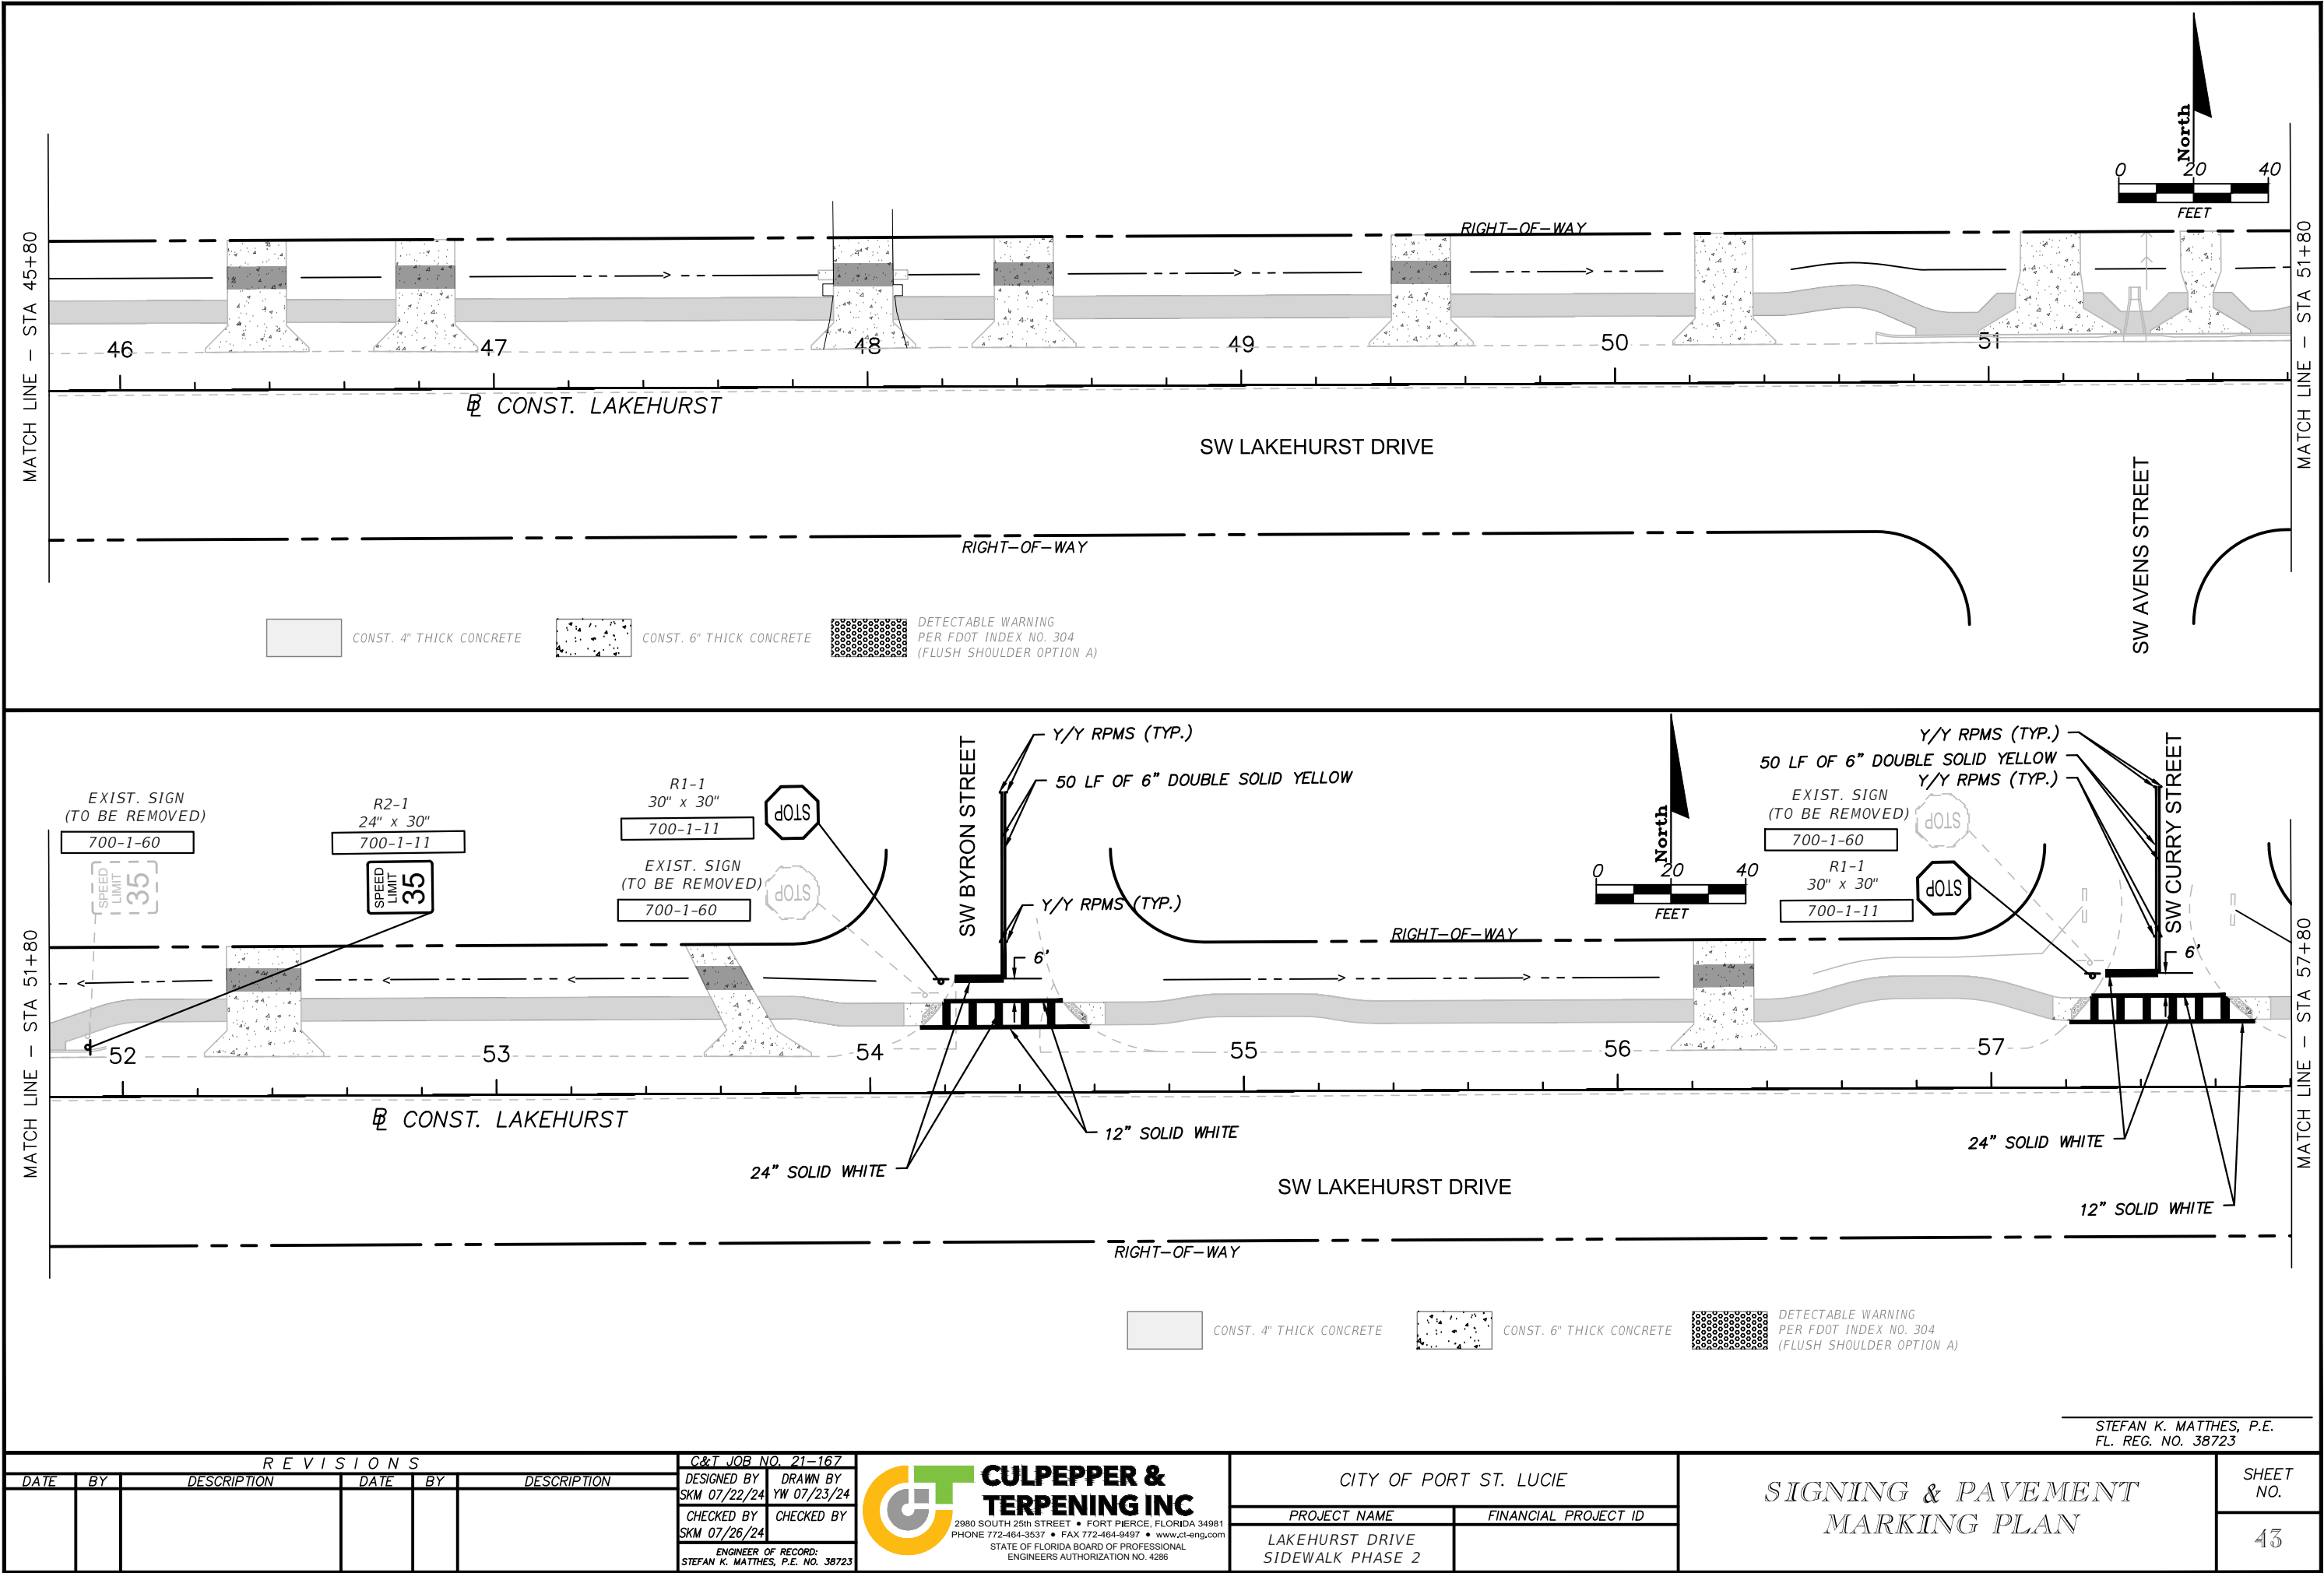 North
0 20 40
FEET
MATCH LINE - STA 45+80
RIGHT-OF-WAY
46 47 48 49 50 51
MATCH LINE - STA 51+80
BL CONST. LAKEHURST
SW LAKEHURST DRIVE
RIGHT-OF-WAY
SW AVENS STREET
CONST. 4" THICK CONCRETE
CONST. 6" THICK CONCRETE
DETECTABLE WARNING
PER FDOT INDEX NO. 304
(FLUSH SHOULDER OPTION A)
EXIST. SIGN
(TO BE REMOVED)
700-1-60
SPEED
LIMIT
35
R2-1
24" x 30"
700-1-11
SPEED
LIMIT
35
R1-1
30" x 30"
700-1-11
STOP
EXIST. SIGN
(TO BE REMOVED)
700-1-60
STOP
SW BYRON STREET
Y/Y RPMS (TYP.)
50 LF OF 6" DOUBLE SOLID YELLOW
Y/Y RPMS (TYP.)
6'
North
0 20 40
FEET
RIGHT-OF-WAY
Y/Y RPMS (TYP.)
50 LF OF 6" DOUBLE SOLID YELLOW
Y/Y RPMS (TYP.)
EXIST. SIGN
(TO BE REMOVED)
700-1-60
STOP
R1-1
30" x 30"
700-1-11
STOP
SW CURRY STREET
6'
MATCH LINE - STA 51+80
52 53 54 55 56 57
MATCH LINE - STA 57+80
BL CONST. LAKEHURST
24" SOLID WHITE
12" SOLID WHITE
24" SOLID WHITE
12" SOLID WHITE
SW LAKEHURST DRIVE
RIGHT-OF-WAY
CONST. 4" THICK CONCRETE
CONST. 6" THICK CONCRETE
DETECTABLE WARNING
PER FDOT INDEX NO. 304
(FLUSH SHOULDER OPTION A)
STEFAN K. MATTHES, P.E.
FL. REG. NO. 38723
REVISIONS
DATE BY DESCRIPTION DATE BY DESCRIPTION
C&T JOB NO. 21-167
DESIGNED BY
SKM 07/22/24
DRAWN BY
YW 07/23/24
CHECKED BY
SKM 07/26/24
CHECKED BY
ENGINEER OF RECORD:
STEFAN K. MATTHES, P.E. NO. 38723
CULPEPPER &
TERPENING INC
2980 SOUTH 25th STREET • FORT PIERCE, FLORIDA 34981
PHONE 772-464-3537 • FAX 772-464-9497 • www.ct-eng.com
STATE OF FLORIDA BOARD OF PROFESSIONAL
ENGINEERS AUTHORIZATION NO. 4286
CITY OF PORT ST. LUCIE
PROJECT NAME
LAKEHURST DRIVE
SIDEWALK PHASE 2
FINANCIAL PROJECT ID
SIGNING & PAVEMENT
MARKING PLAN
SHEET
NO.
43